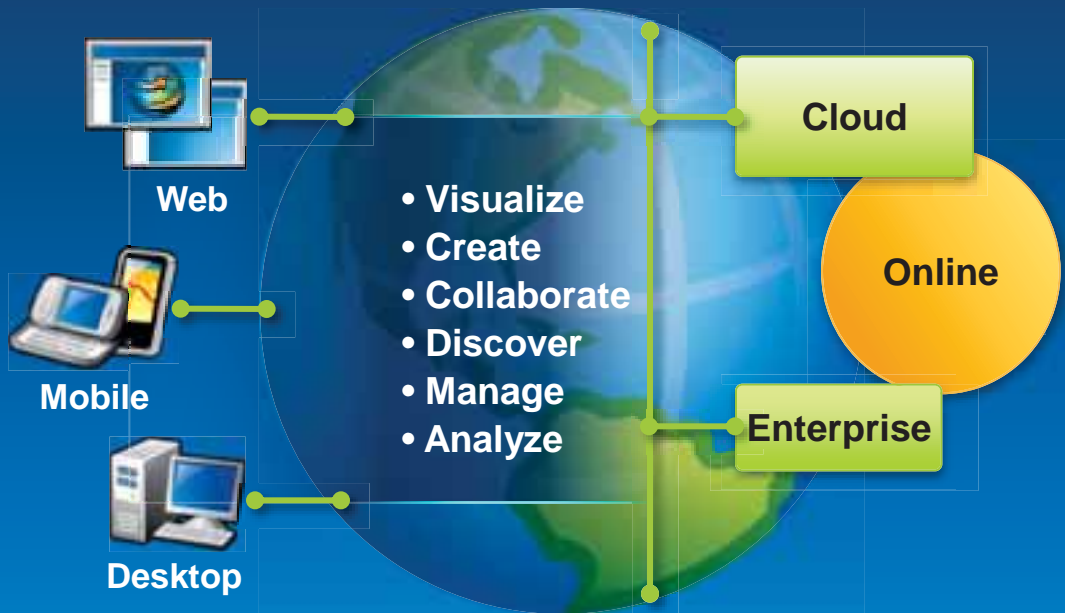 Web
Mobile
Desktop
• Visualize
• Create
• Collaborate
• Discover
• Manage
• Analyze
Cloud
Online
Enterprise